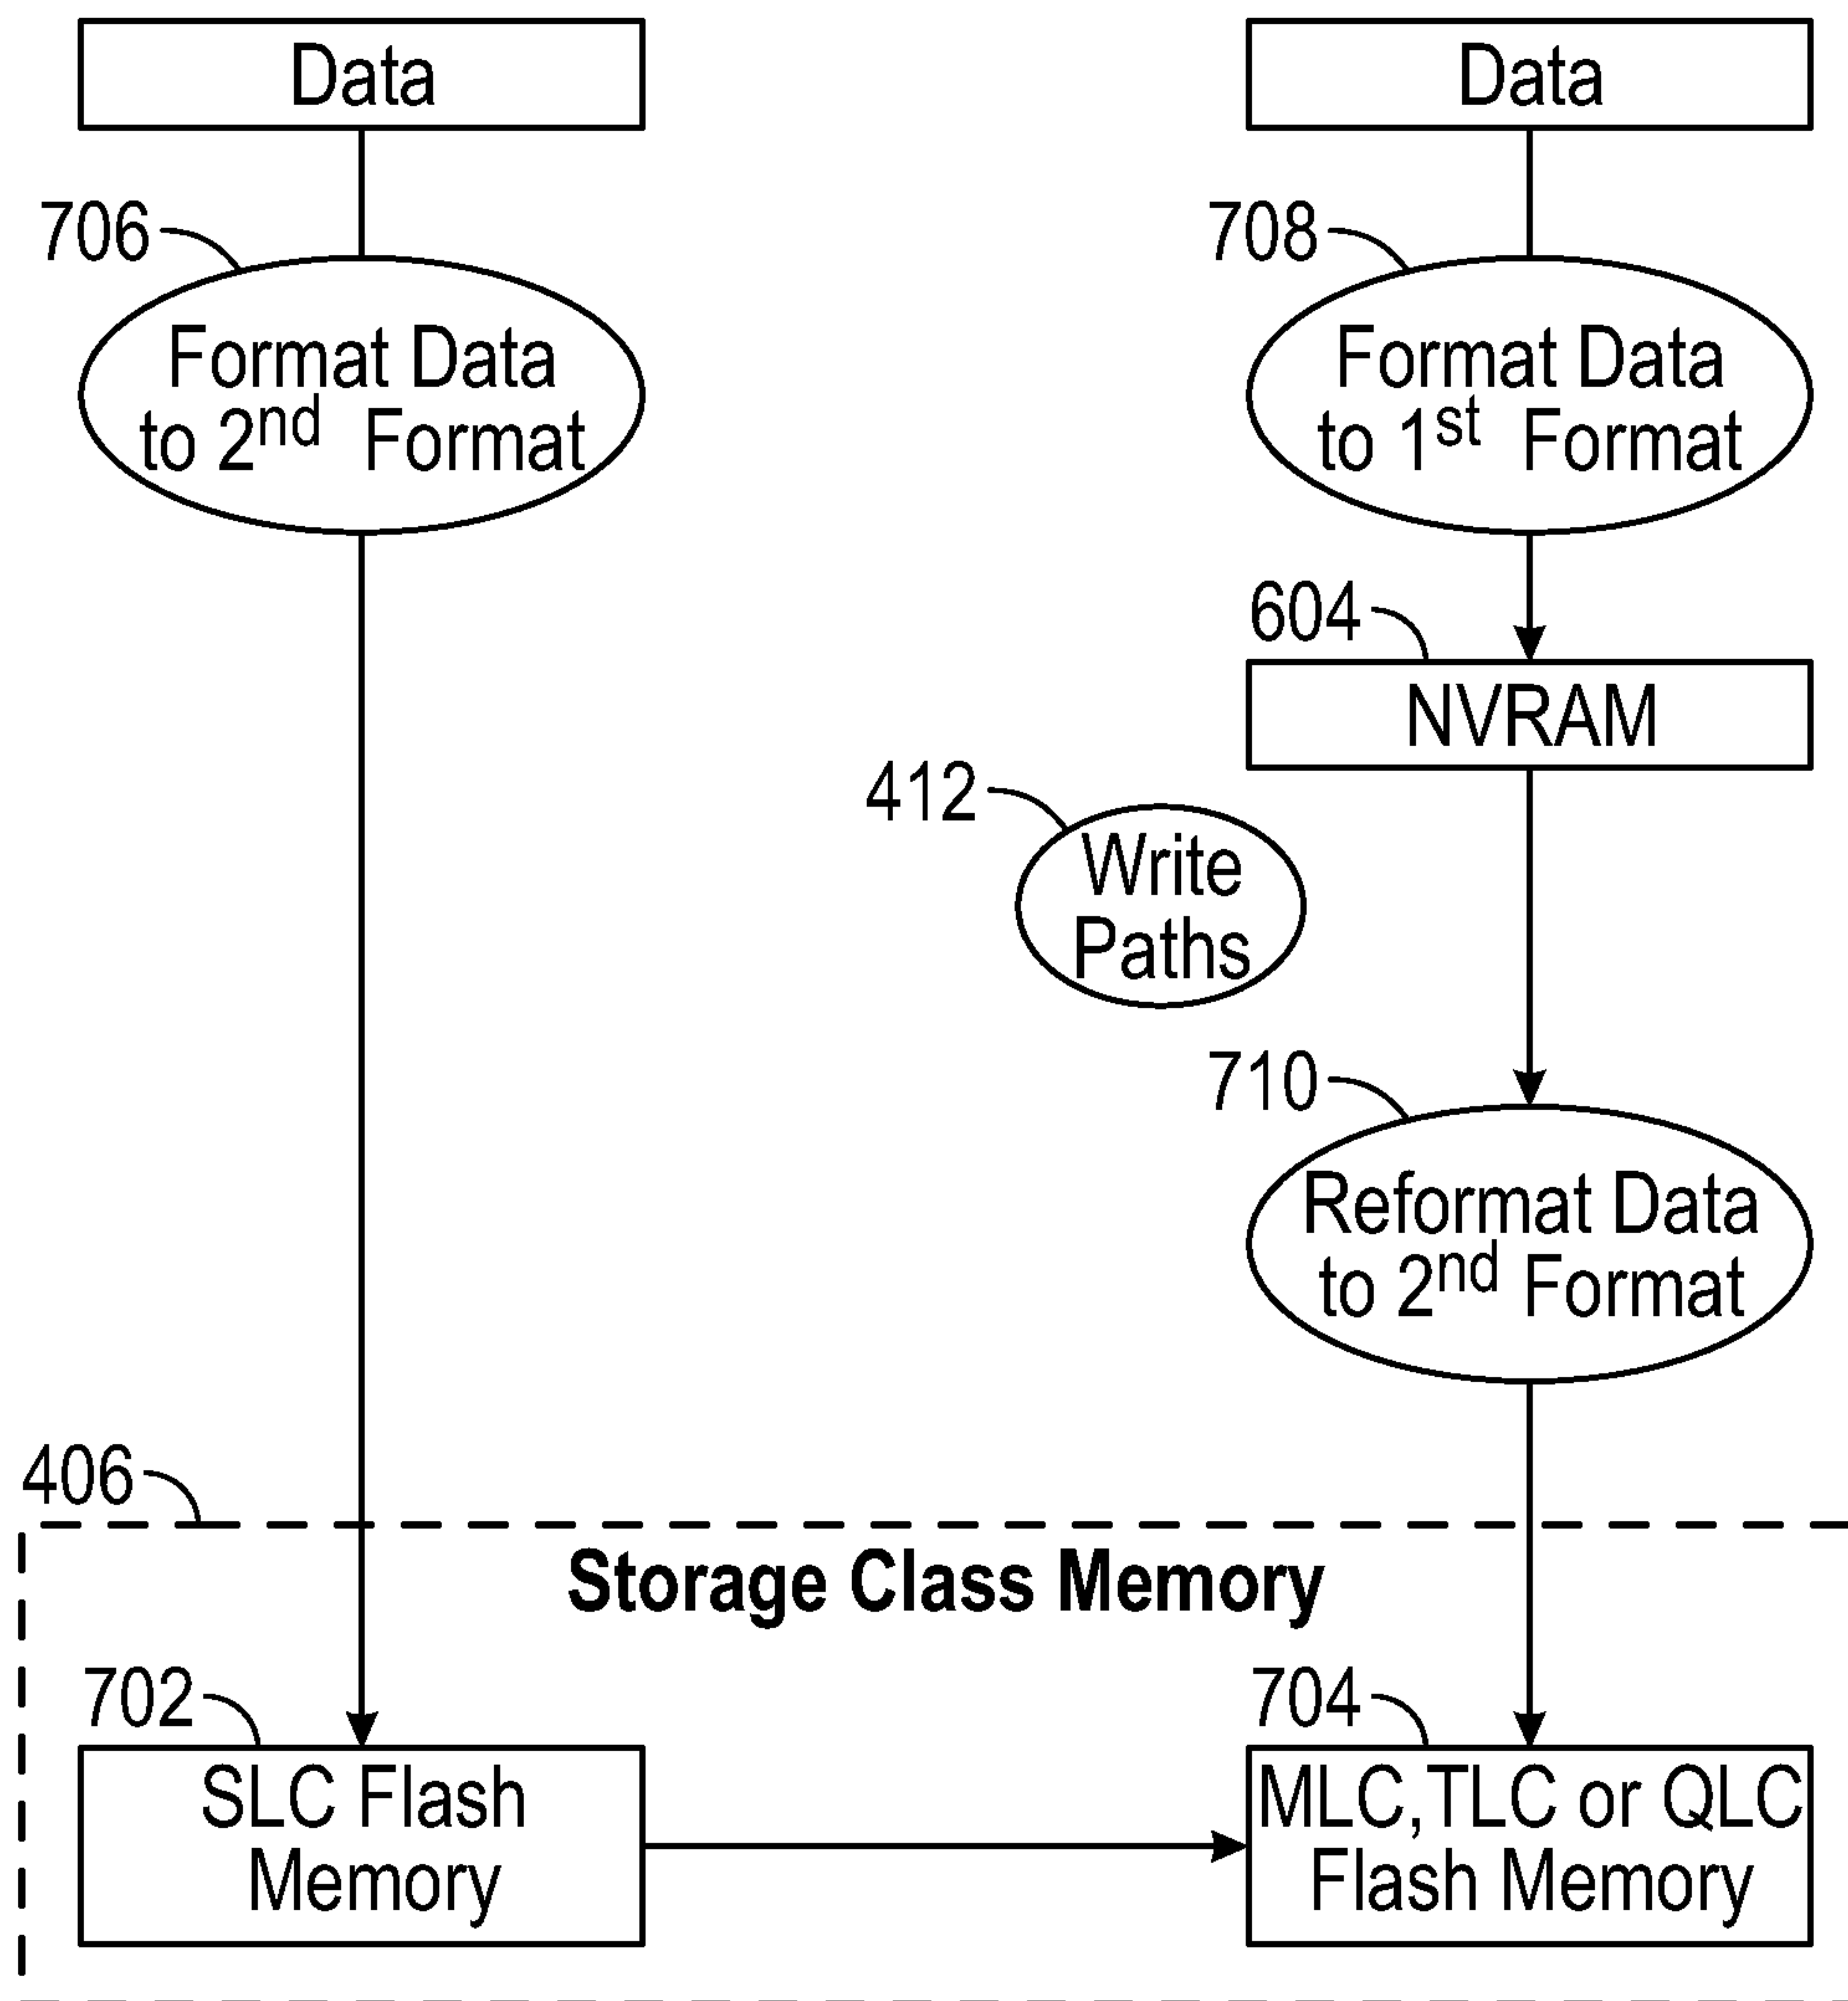 Data
Data
706
708
Format Data
to 2nd Format
Format Data
to 1st Format
604
NVRAM
412
Write
Paths
710
Reformat Data
to 2nd Format
406
Storage Class Memory
702
704
SLC Flash
Memory
MLC, TLC or QLC
Flash Memory